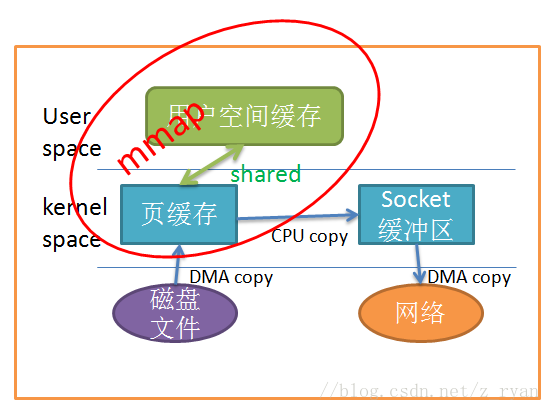 User
space
用户空间缓存
mmap
shared
kernel
space
页缓存
CPU copy
Socket
缓冲区
DMA copy
DMA copy
磁盘
文件
网络
//blog.csdn.net/z_ryan